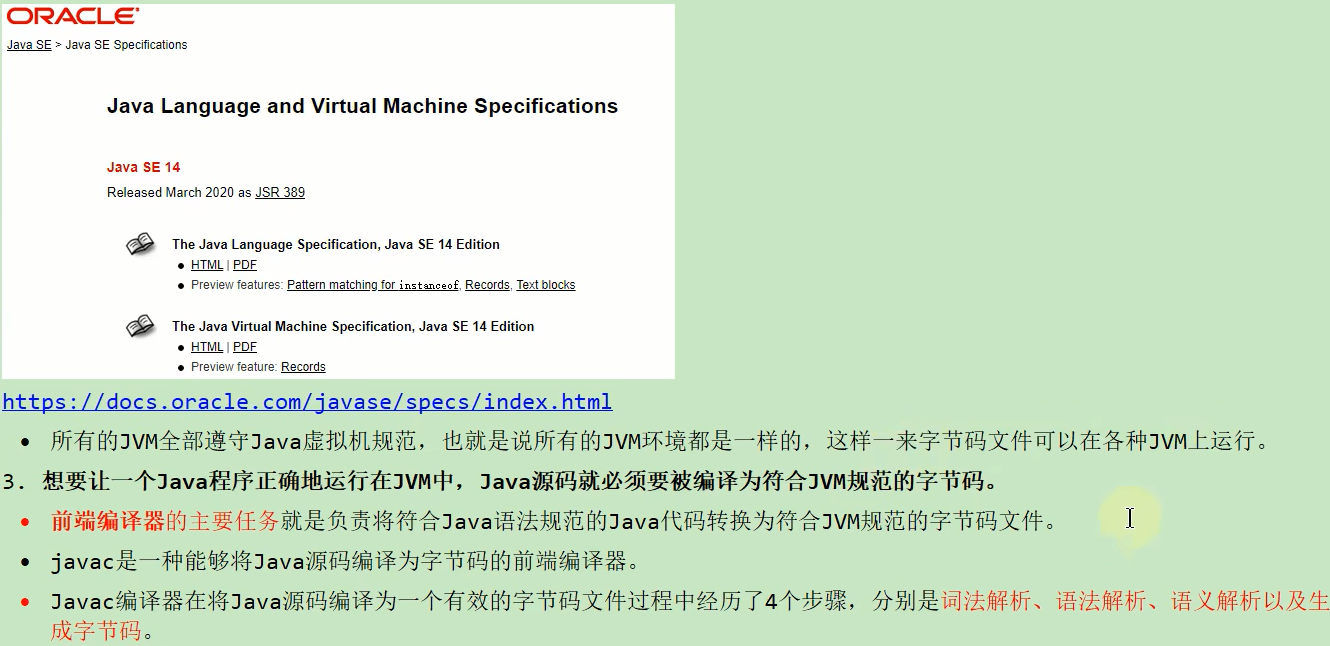 ORACLE
Java SE > Java SE Specifications
Java Language and Virtual Machine Specifications
Java SE 14
Released March 2020 as JSR 389
The Java Language Specification, Java SE 14 Edition
● HTML | PDF
● Preview features: Pattern matching for instanceof, Records, Text blocks
The Java Virtual Machine Specification, Java SE 14 Edition
● HTML | PDF
● Preview feature: Records
https://docs.oracle.com/javase/specs/index.html
● 所有的JVM全部遵守Java虚拟机规范，也就是说所有的JVM环境都是一样的，这样一来字节码文件可以在各种JVM上运行。
3. 想要让一个Java程序正确地运行在JVM中，Java源码就必须要被编译为符合JVM规范的字节码。
● 前端编译器的主要任务就是负责将符合Java语法规范的Java代码转换为符合JVM规范的字节码文件。
● javac是一种能够将Java源码编译为字节码的前端编译器。
● Javac编译器在将Java源码编译为一个有效的字节码文件过程中经历了4个步骤，分别是词法解析、语法解析、语义解析以及生
成字节码。